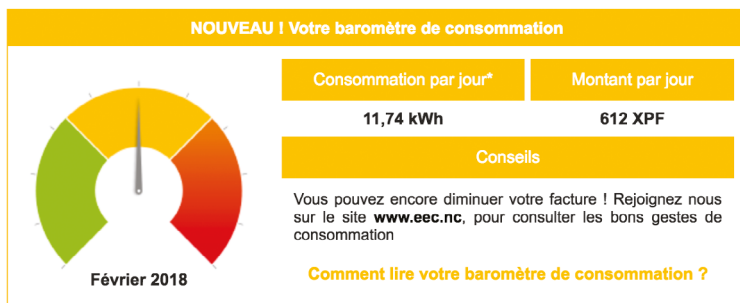 NOUVEAU ! Votre baromètre de consommation
Consommation par jour*
Montant par jour
11,74 kWh
612 XPF
Conseils
Vous pouvez encore diminuer votre facture ! Rejoignez nous
sur le site www.eec.nc, pour consulter les bons gestes de
consommation
Février 2018
Comment lire votre baromètre de consommation ?